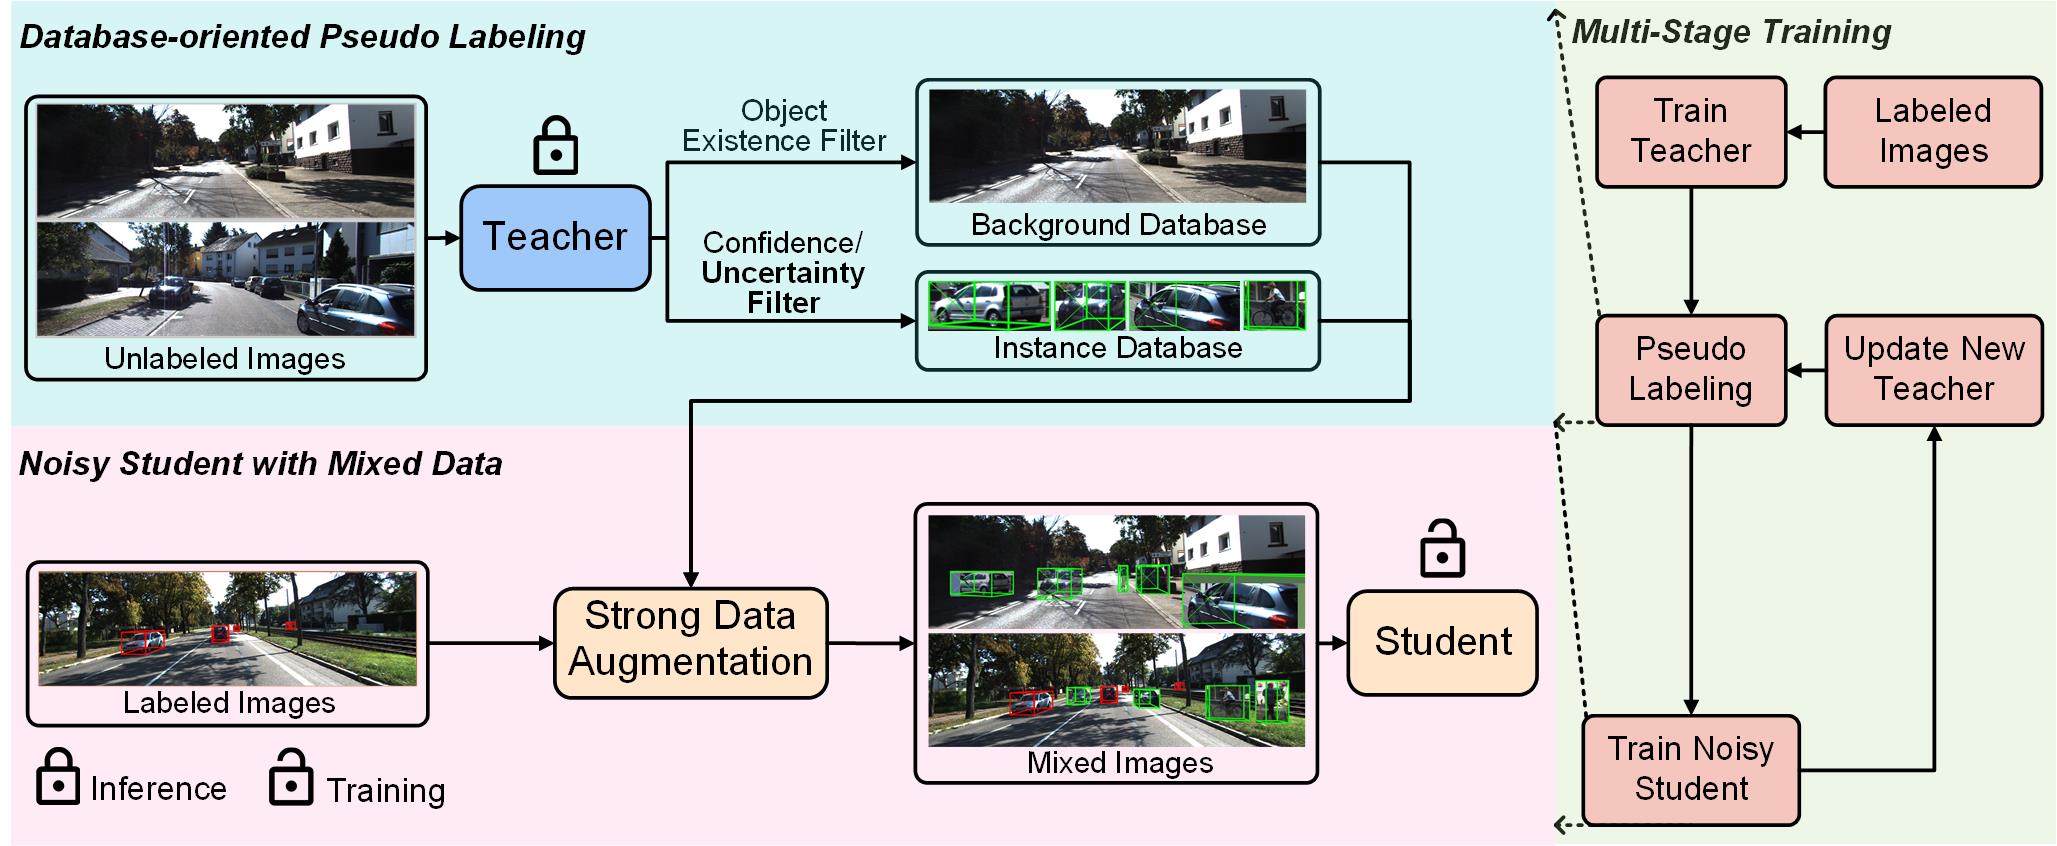 Database-oriented Pseudo Labeling
Object
Existence Filter
Teacher
Confidence/
Uncertainty
Filter
Background Database
Instance Database
Unlabeled Images
Noisy Student with Mixed Data
Labeled Images
Strong Data
Augmentation
Mixed Images
Student
Inference
Training
Multi-Stage Training
Train
Teacher
Labeled
Images
Pseudo
Labeling
Update New
Teacher
Train Noisy
Student